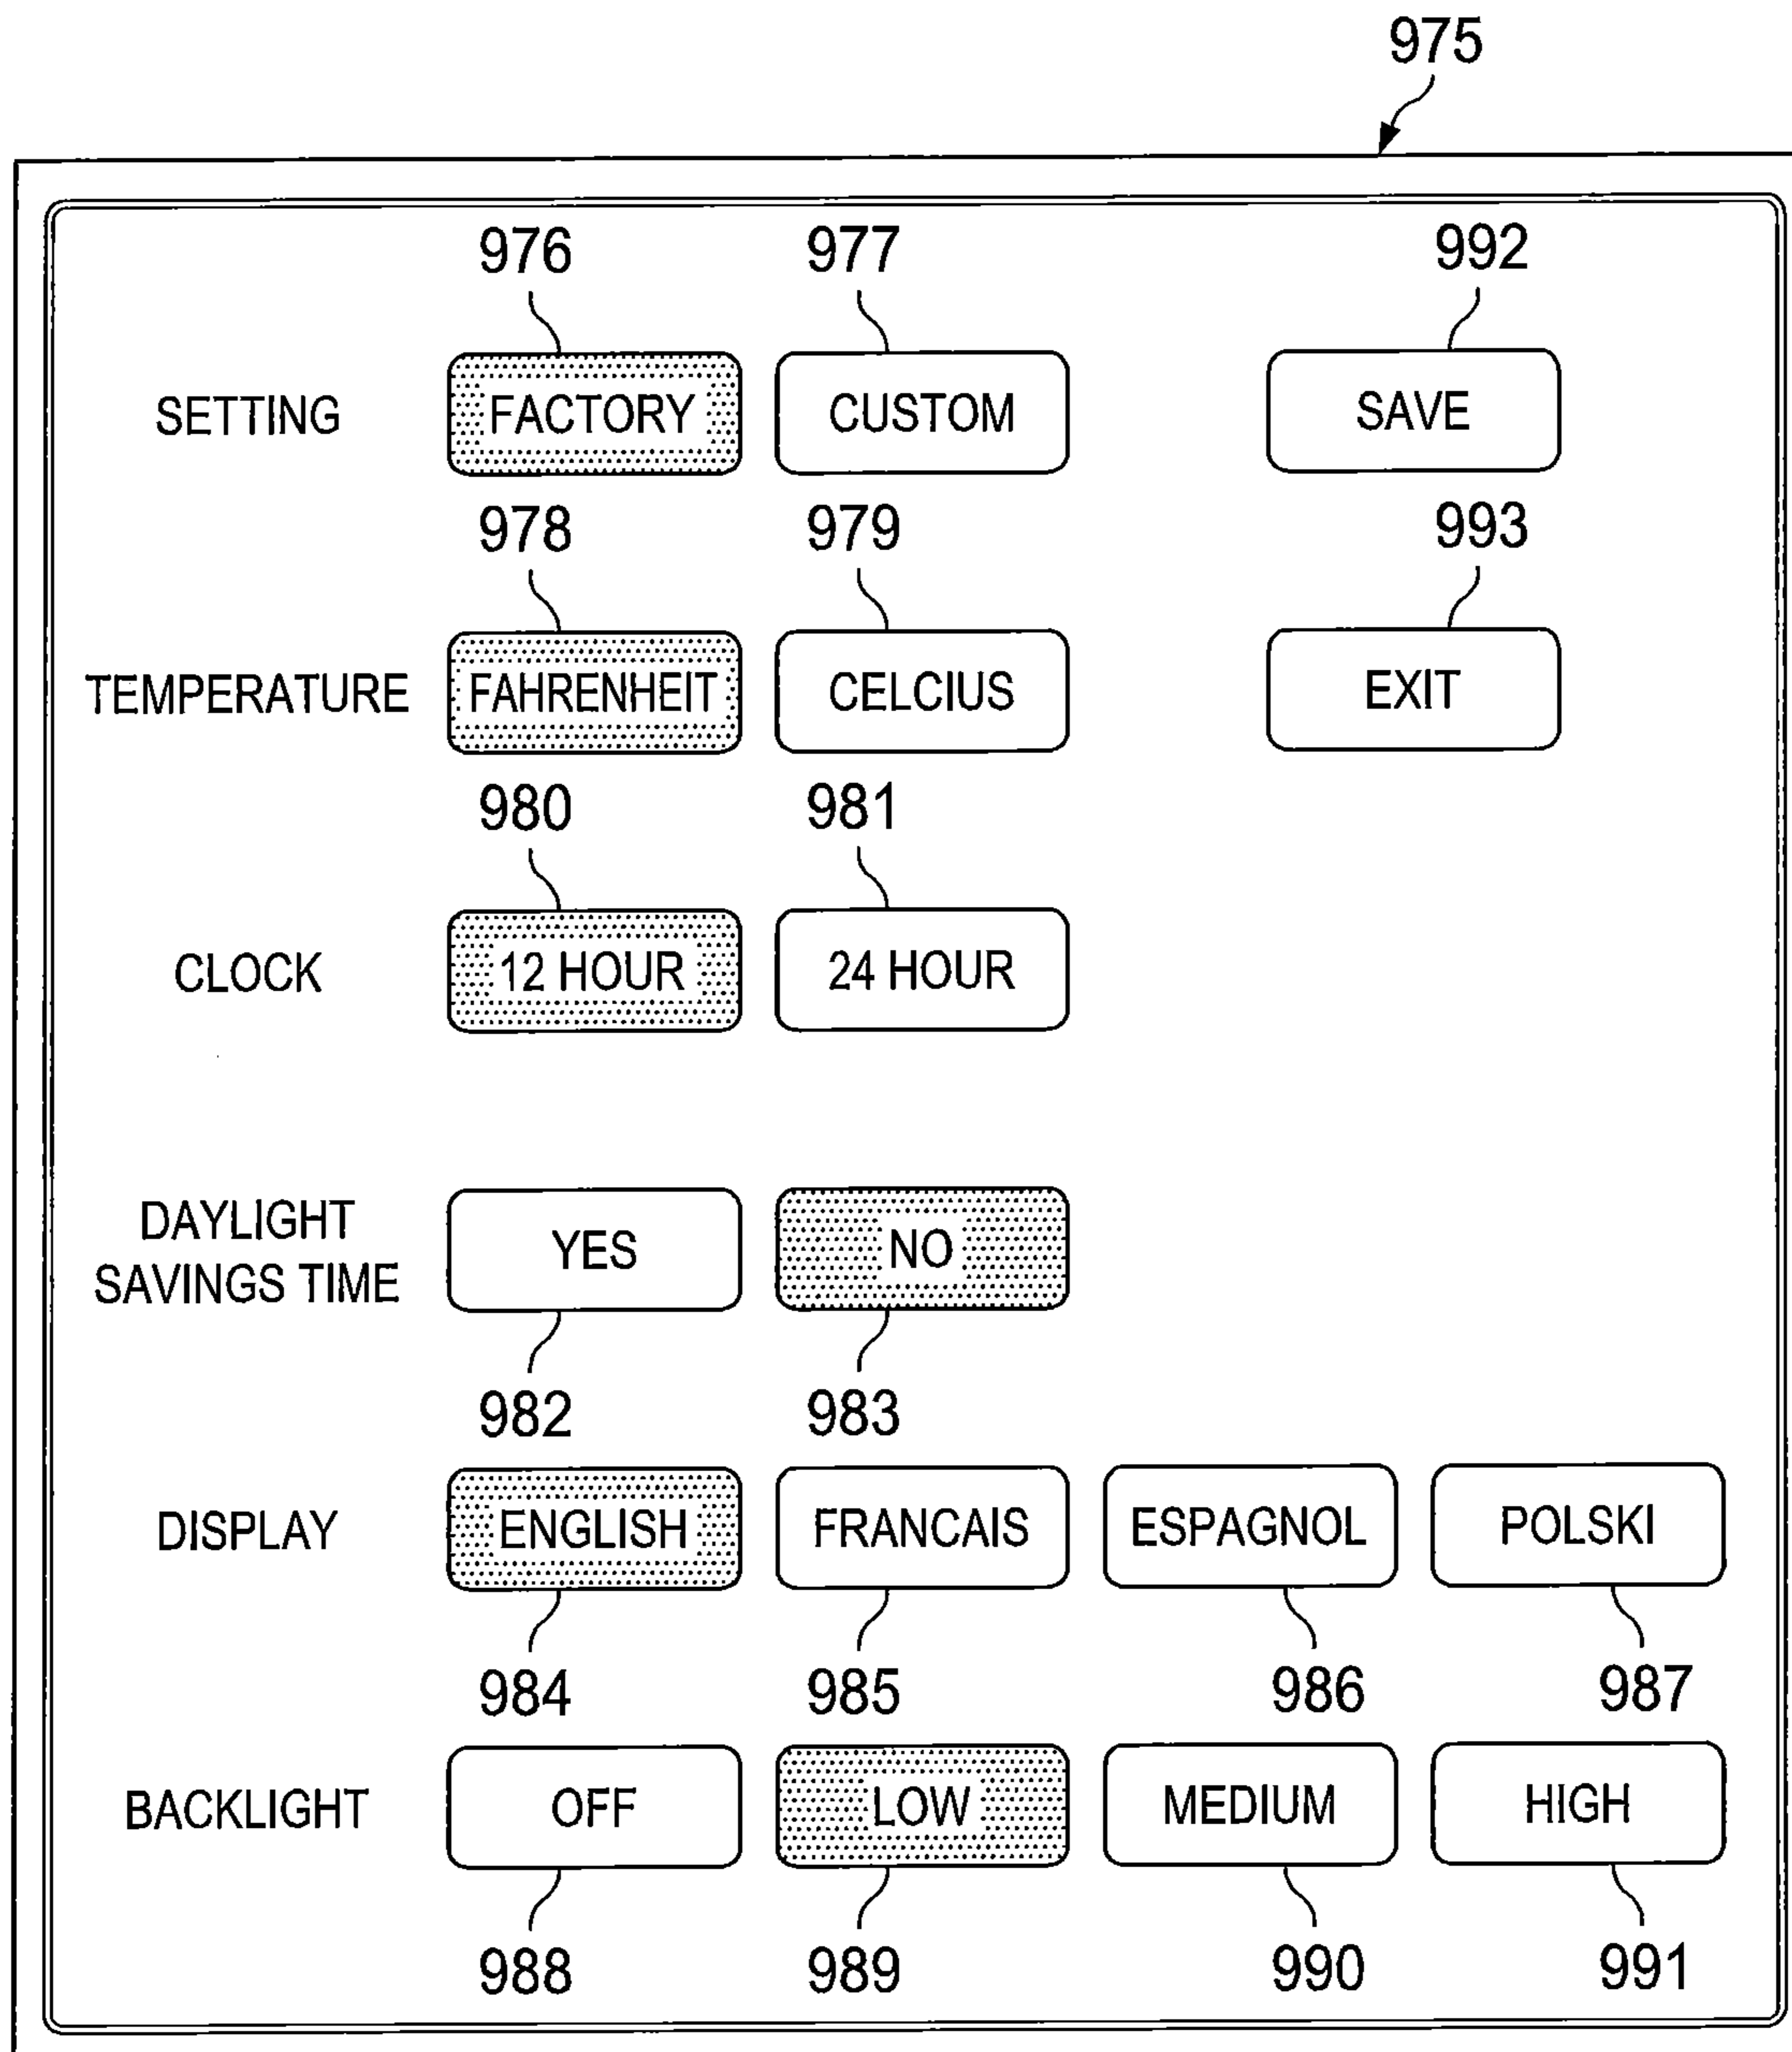 975
976 977 992
SETTING FACTORY CUSTOM SAVE
978 979 993
TEMPERATURE FAHRENHEIT CELCIUS EXIT
980 981
CLOCK 12 HOUR 24 HOUR
DAYLIGHT
SAVINGS TIME YES NO
982 983
DISPLAY ENGLISH FRANCAIS ESPAGNOL POLSKI
984 985 986 987
BACKLIGHT OFF LOW MEDIUM HIGH
988 989 990 991